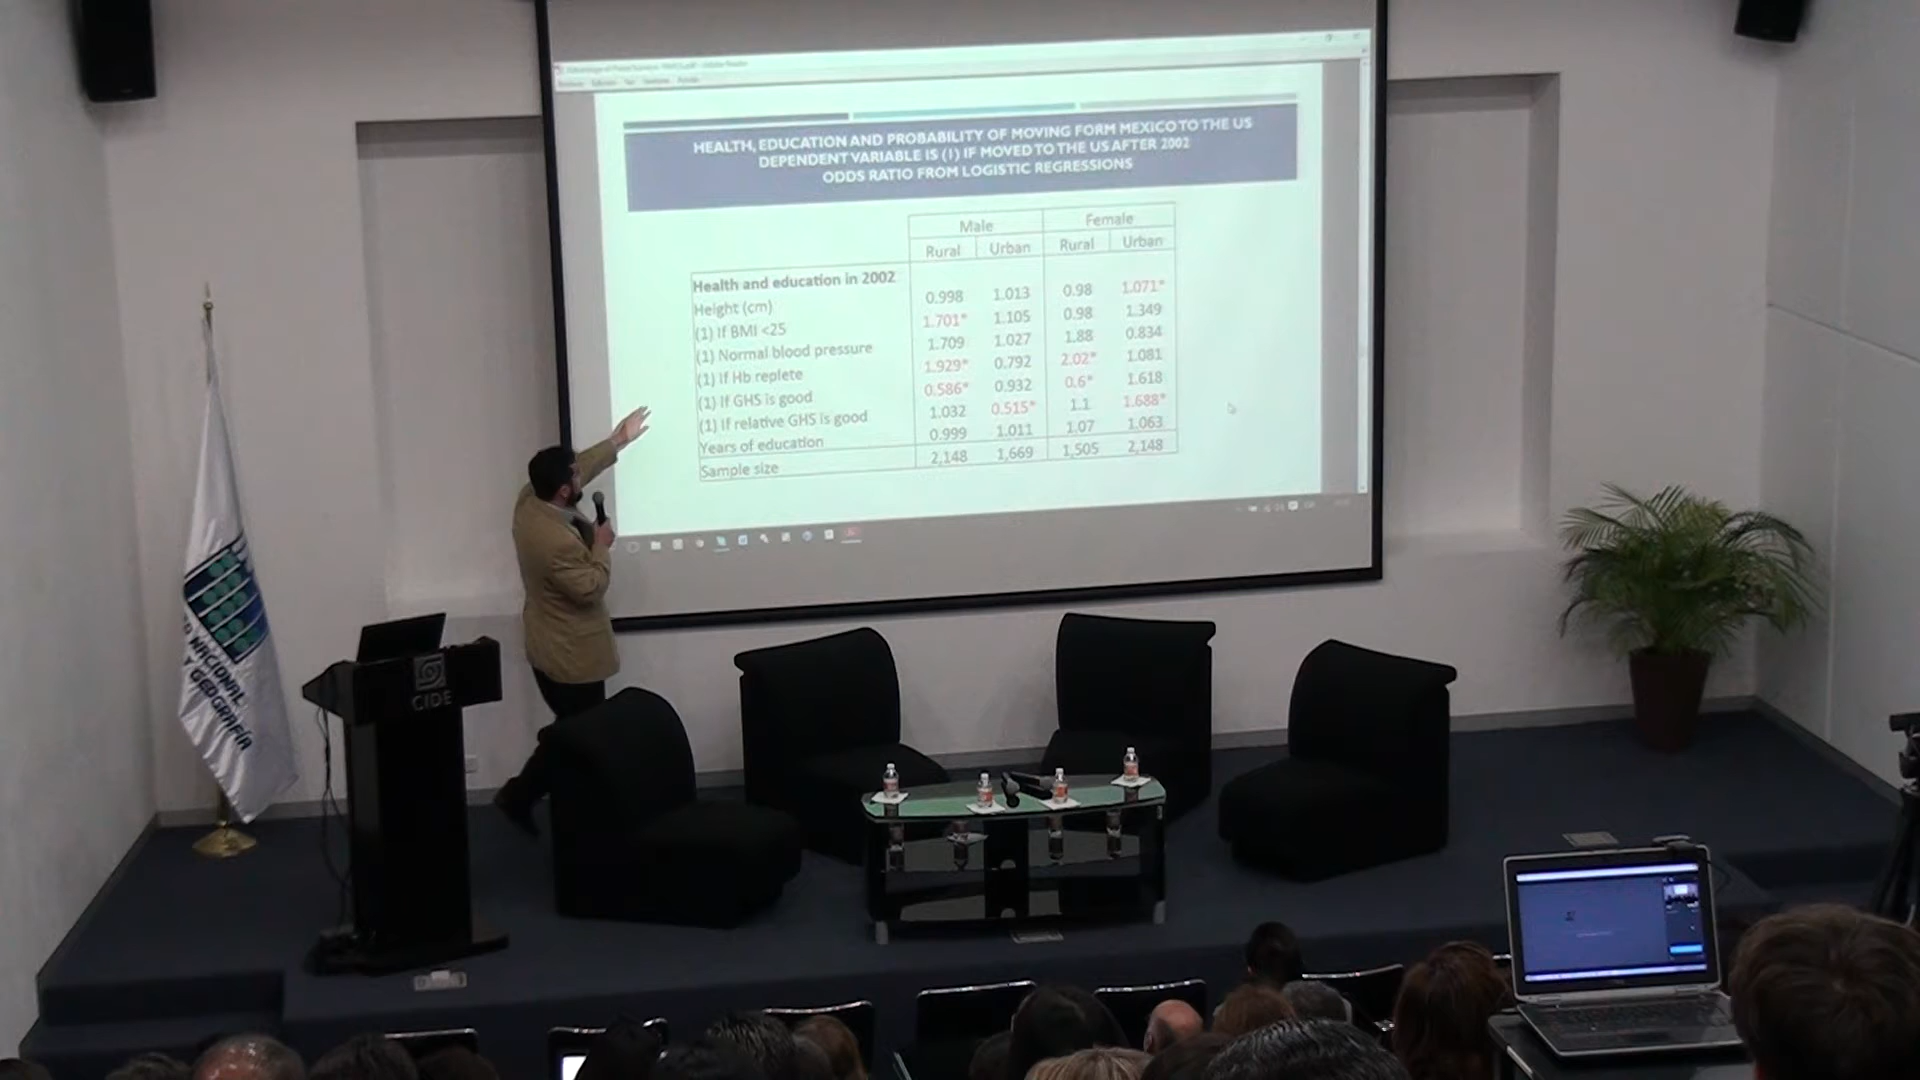 HEALTH, EDUCATION AND PROBABILITY OF MOVING FORM MEXICO TO THE US
DEPENDENT VARIABLE IS (1) IF MOVED TO THE US AFTER 2002
ODDS RATIO FROM LOGISTIC REGRESSIONS
Male Female
Rural Urban Rural Urban
Health and education in 2002
Height (cm) 0.998 1.013 0.98 1.071*
(1) If BMI <25 1.701* 1.105 0.98 1.349
(1) Normal blood pressure 1.709 1.027 1.88 0.834
(1) If Hb replete 1.929* 0.792 2.02* 1.081
(1) If GHS is good 0.586* 0.932 0.6* 1.618
(1) If relative GHS is good 1.032 0.515* 1.1 1.688*
Years of education 0.999 1.011 1.07 1.063
Sample size 2,148 1,669 1,505 2,148
NACIONAL
GEOGRAFÍA
CIDE